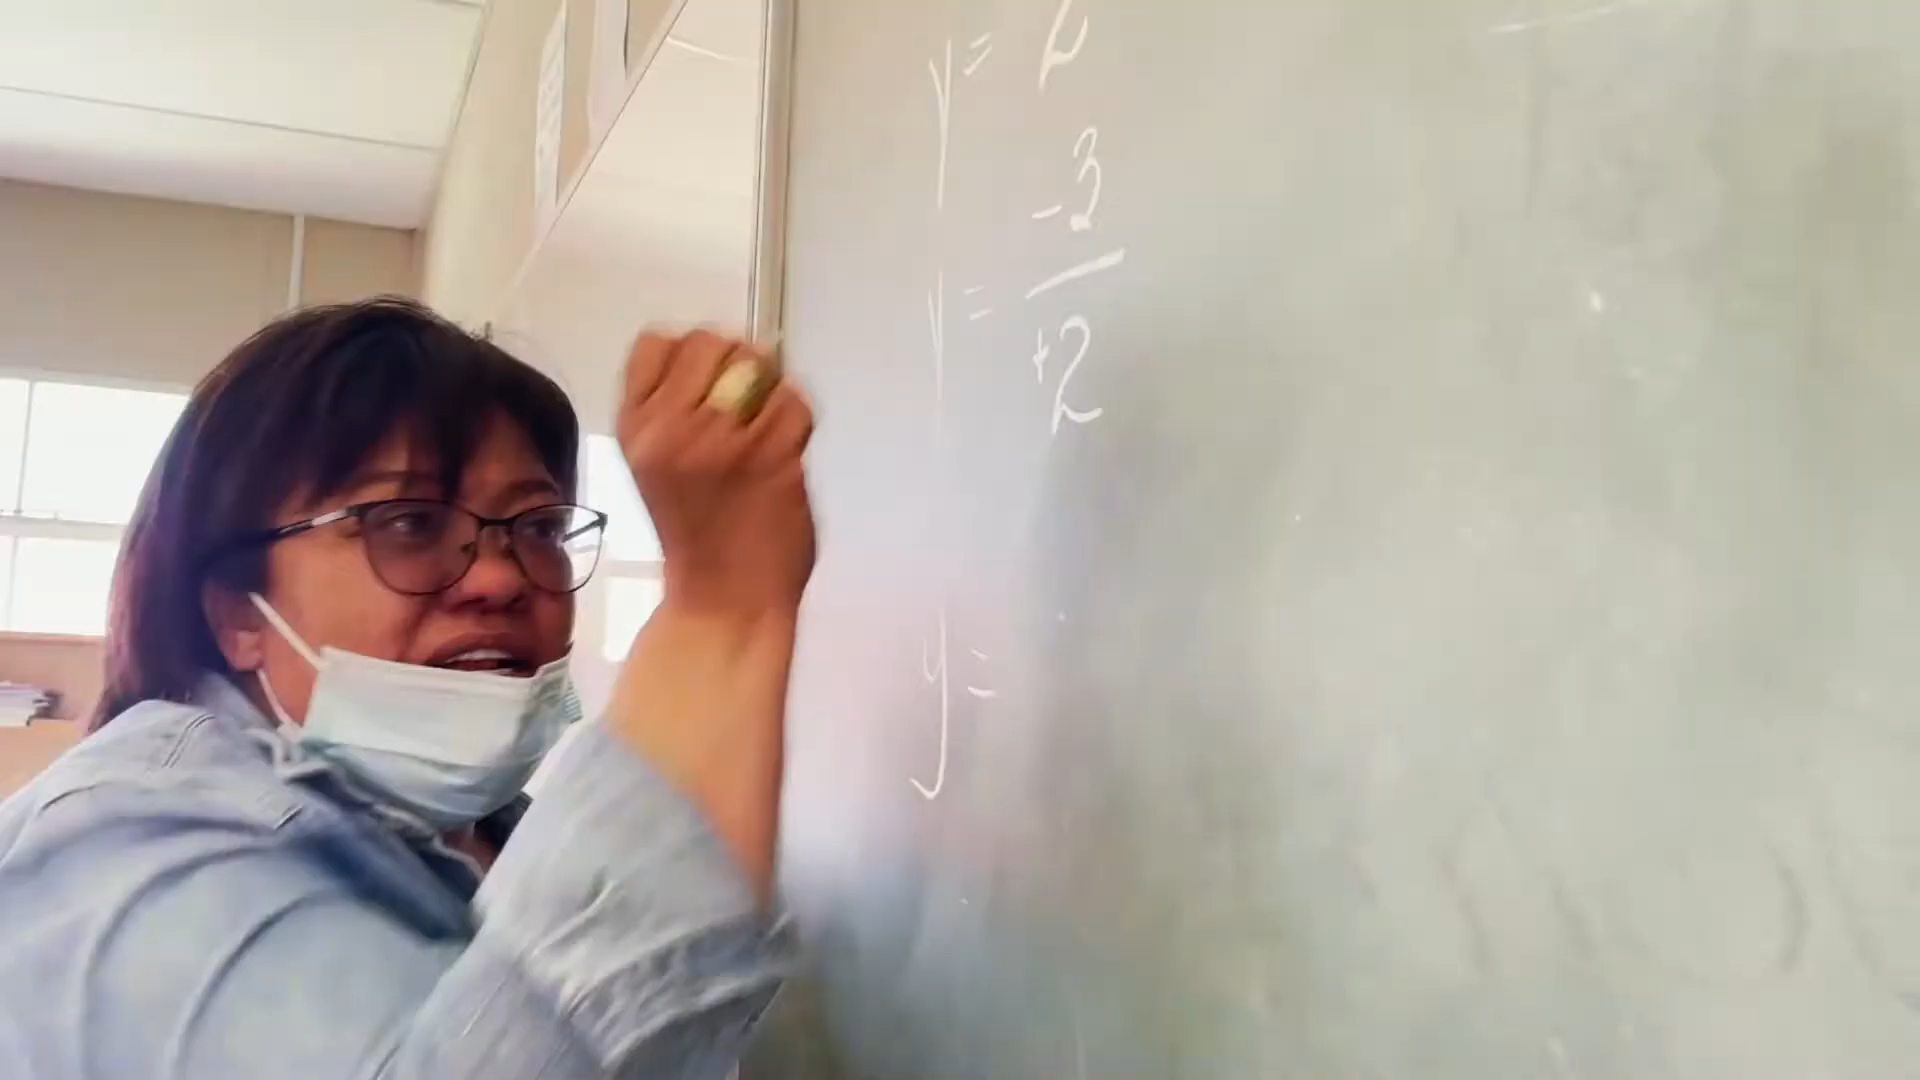 y = 2
-3
y = —
+2
y =